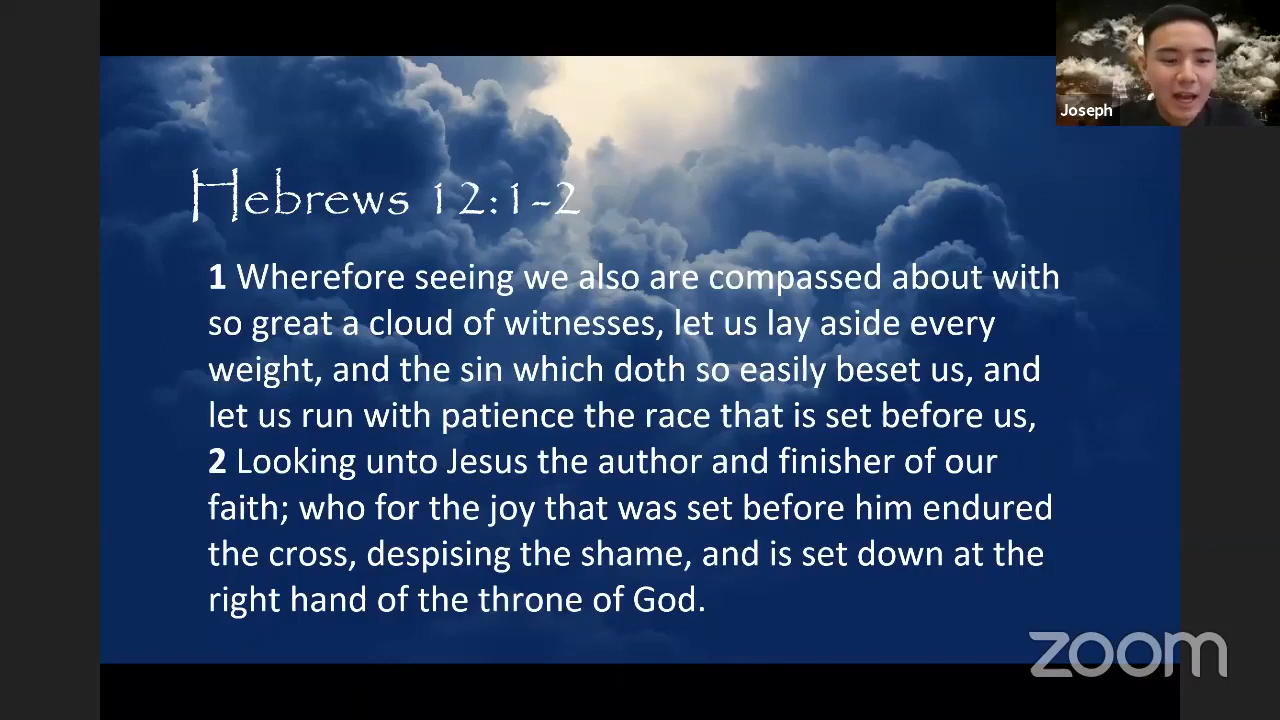 Joseph
Hebrews 12:1-2
1 Wherefore seeing we also are compassed about with
so great a cloud of witnesses, let us lay aside every
weight, and the sin which doth so easily beset us, and
let us run with patience the race that is set before us,
2 Looking unto Jesus the author and finisher of our
faith; who for the joy that was set before him endured
the cross, despising the shame, and is set down at the
right hand of the throne of God.
zoom